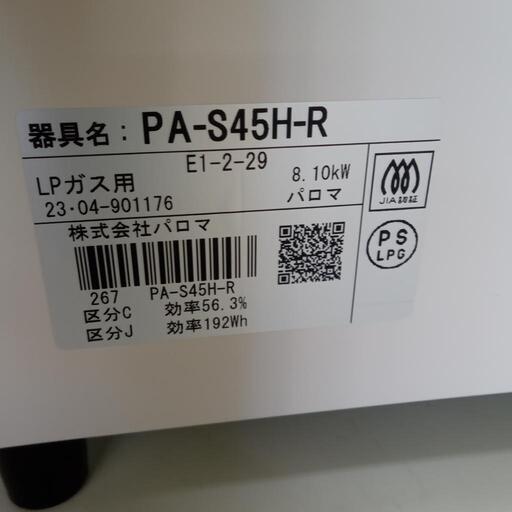 器具名：PA-S45H-R
E1-2-29
LPガス用 8.10kW
23・04-901176 パロマ
株式会社パロマ
267 PA-S45H-R
区分C 効率56.3%
区分J 効率192Wh
JIA認証
PS
LPG